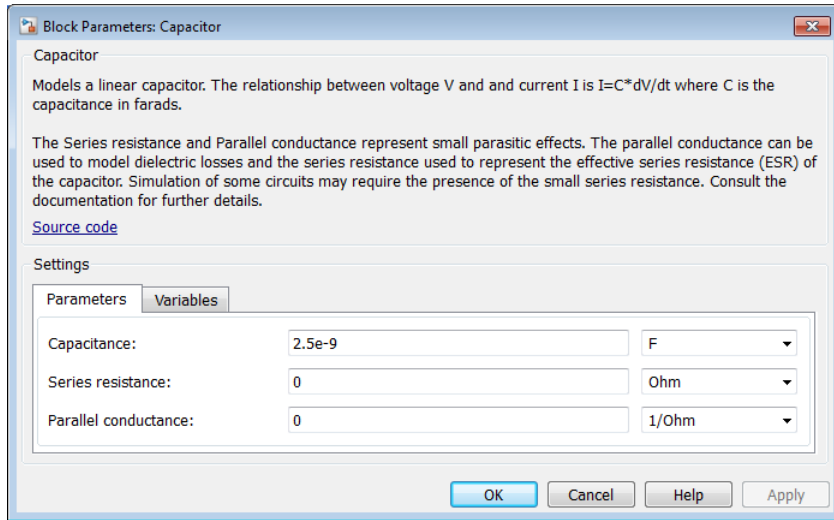 Block Parameters: Capacitor
Capacitor
Models a linear capacitor. The relationship between voltage V and and current I is I=C*dV/dt where C is the
capacitance in farads.
The Series resistance and Parallel conductance represent small parasitic effects. The parallel conductance can be
used to model dielectric losses and the series resistance used to represent the effective series resistance (ESR) of
the capacitor. Simulation of some circuits may require the presence of the small series resistance. Consult the
documentation for further details.
Source code
Settings
Parameters Variables
Capacitance: 2.5e-9 F
Series resistance: 0 Ohm
Parallel conductance: 0 1/Ohm
OK Cancel Help Apply